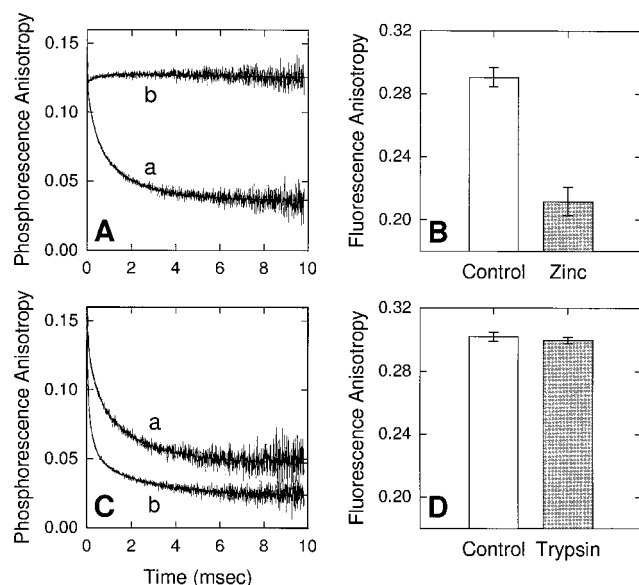 Phosphorescence Anisotropy
0.15
0.10
0.05
0.00
b
a
A
0 2 4 6 8 10
Fluorescence Anisotropy
0.32
0.28
0.24
0.20
B
Control Zinc
Phosphorescence Anisotropy
0.15
0.10
0.05
0.00
a
b
C
0 2 4 6 8 10
Time (msec)
Fluorescence Anisotropy
0.32
0.28
0.24
0.20
D
Control Trypsin